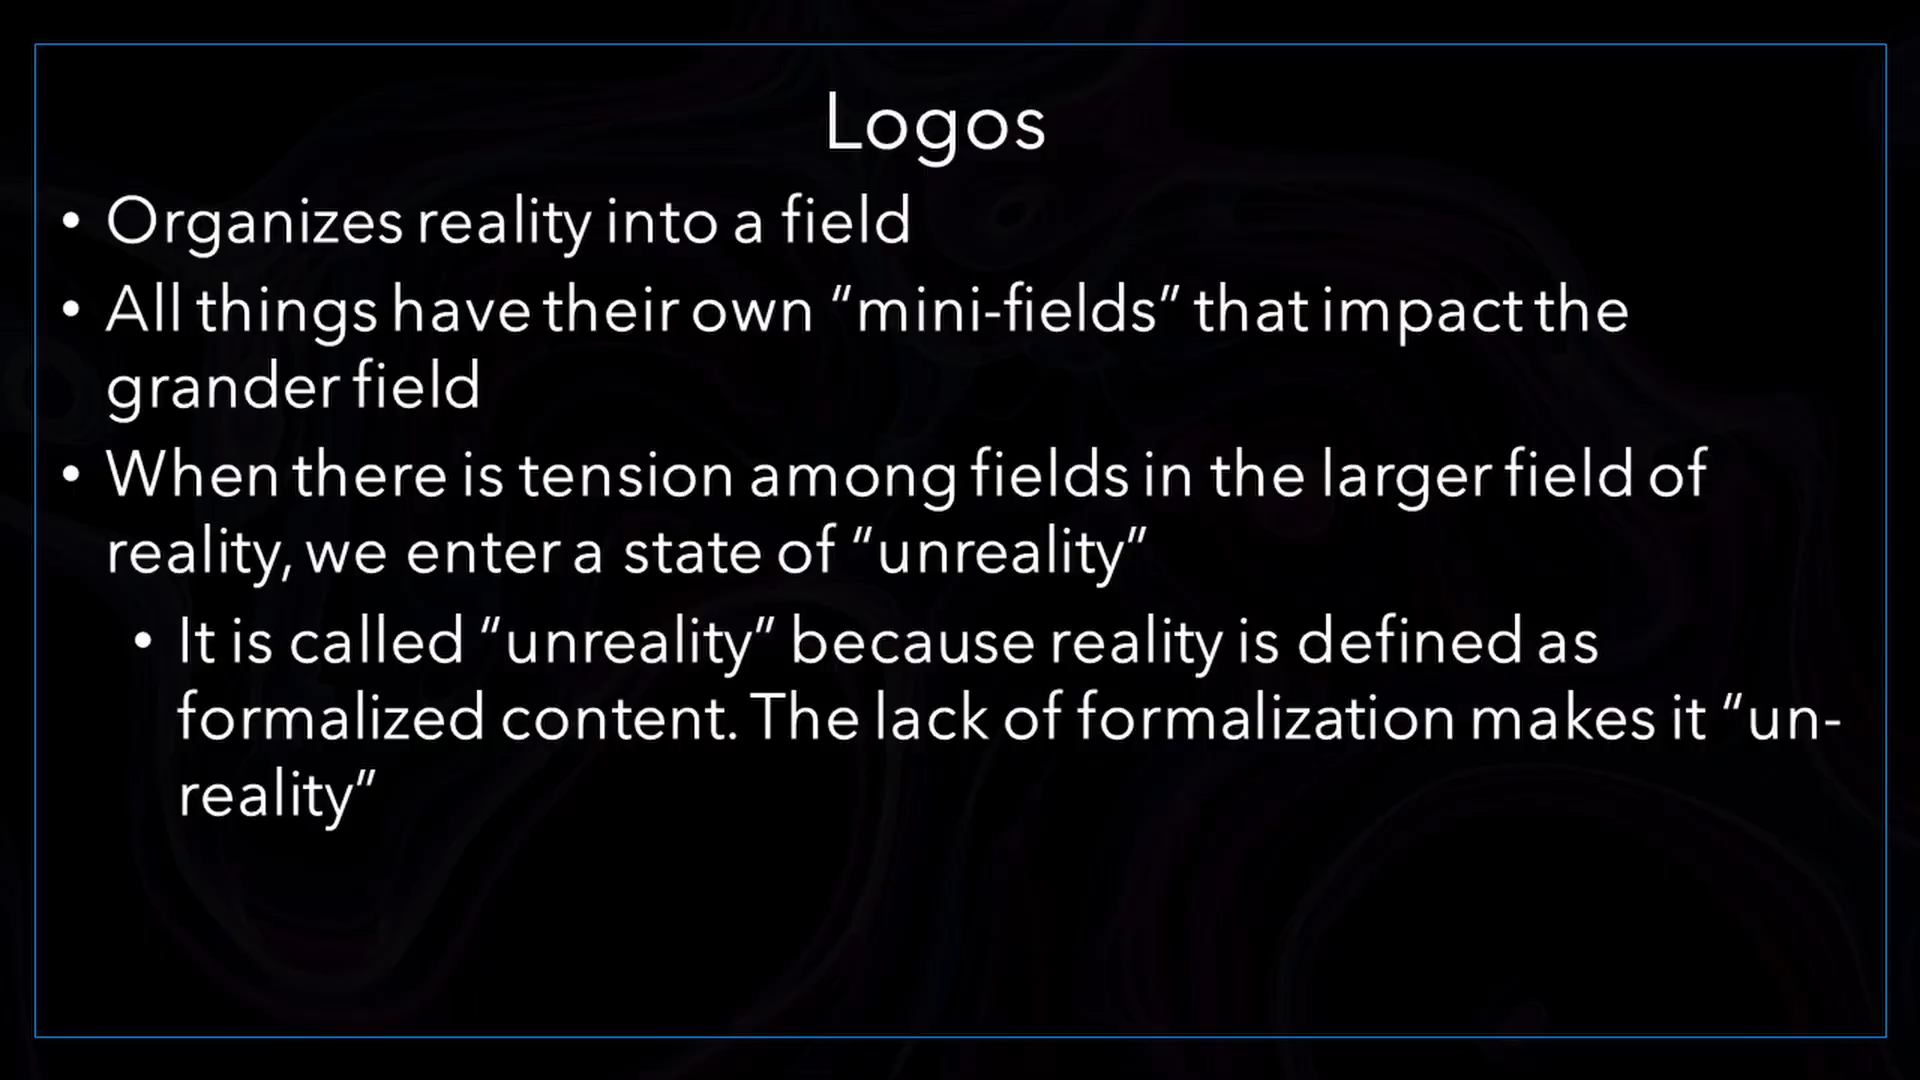 Logos
• Organizes reality into a field
• All things have their own “mini-fields” that impact the
grander field
• When there is tension among fields in the larger field of
reality, we enter a state of “unreality”
• It is called “unreality” because reality is defined as
formalized content. The lack of formalization makes it “un-
reality”